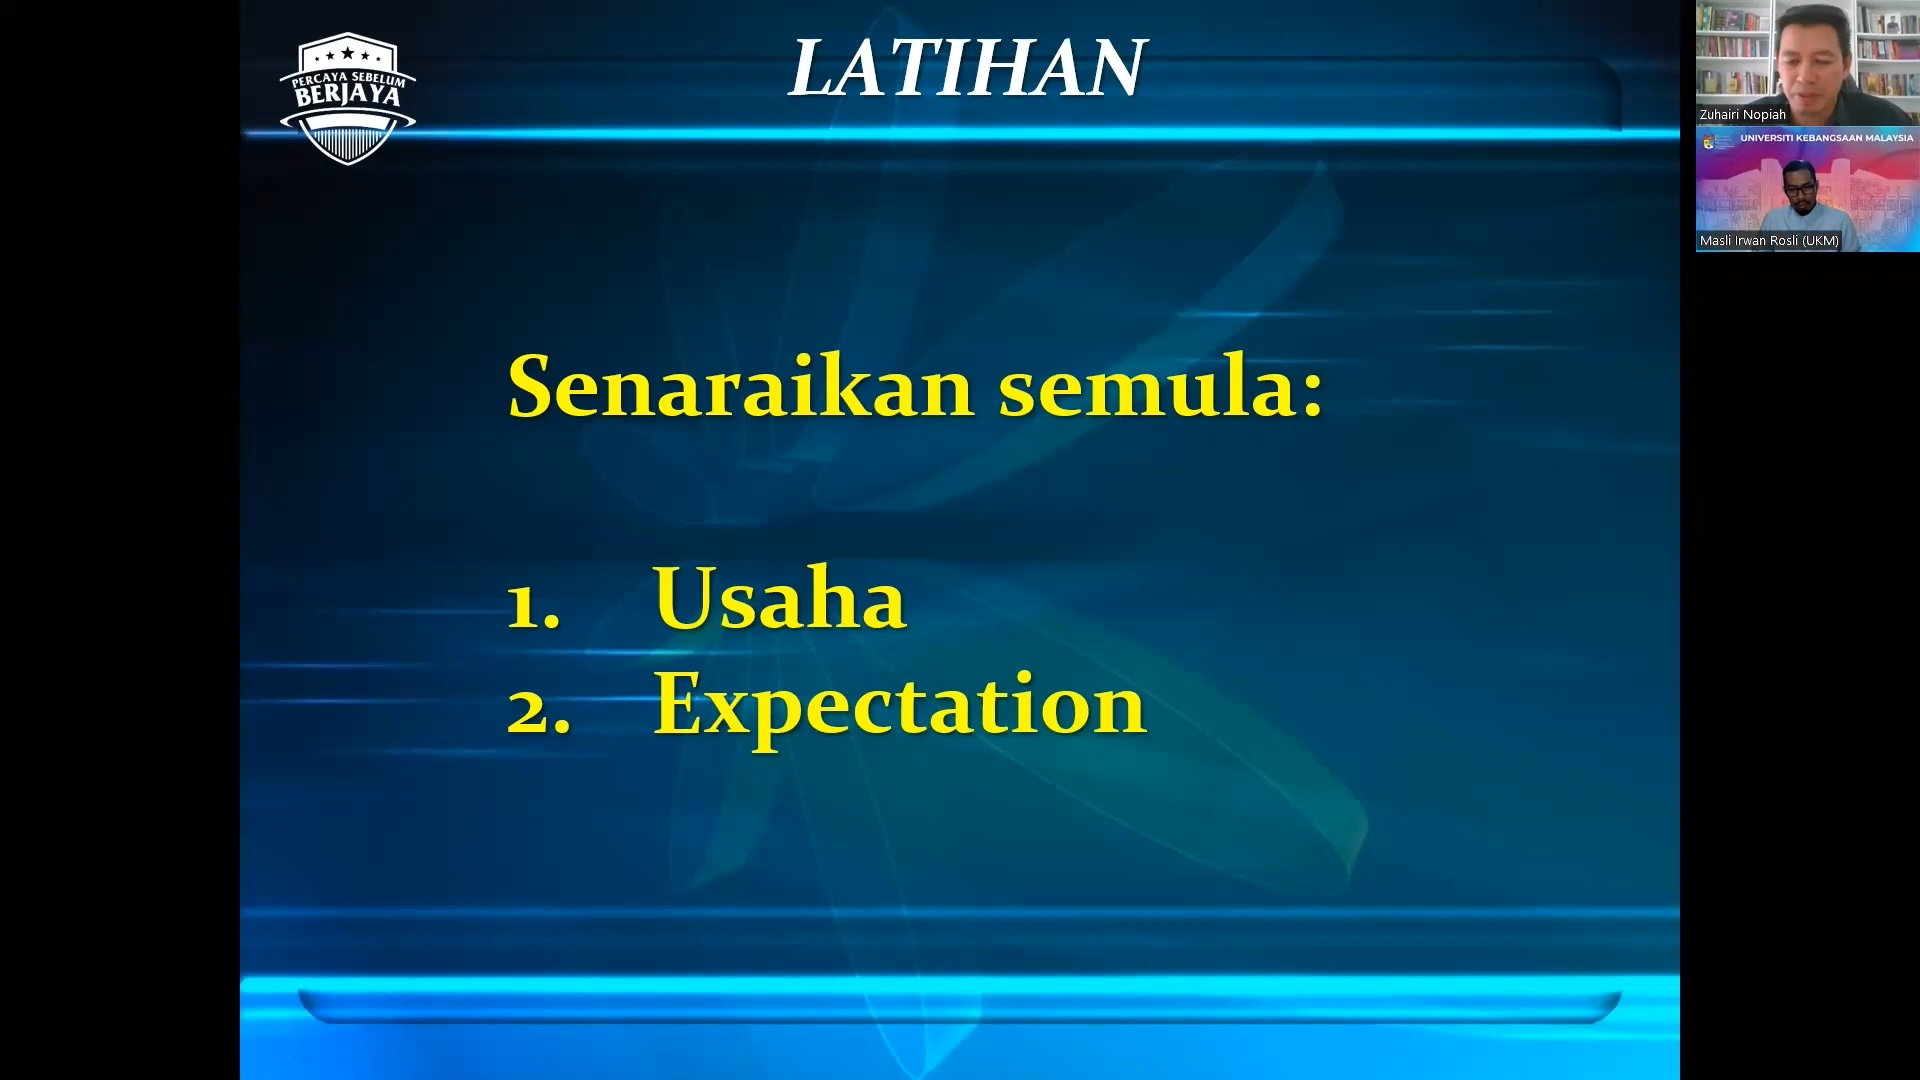 PERCAYA SEBELUM
BERJAYA
LATIHAN
Senaraikan semula:
1. Usaha
2. Expectation
Zuhairi Nopiah
UNIVERSITI KEBANGSAAN MALAYSIA
Masli Irwan Rosli (UKM)